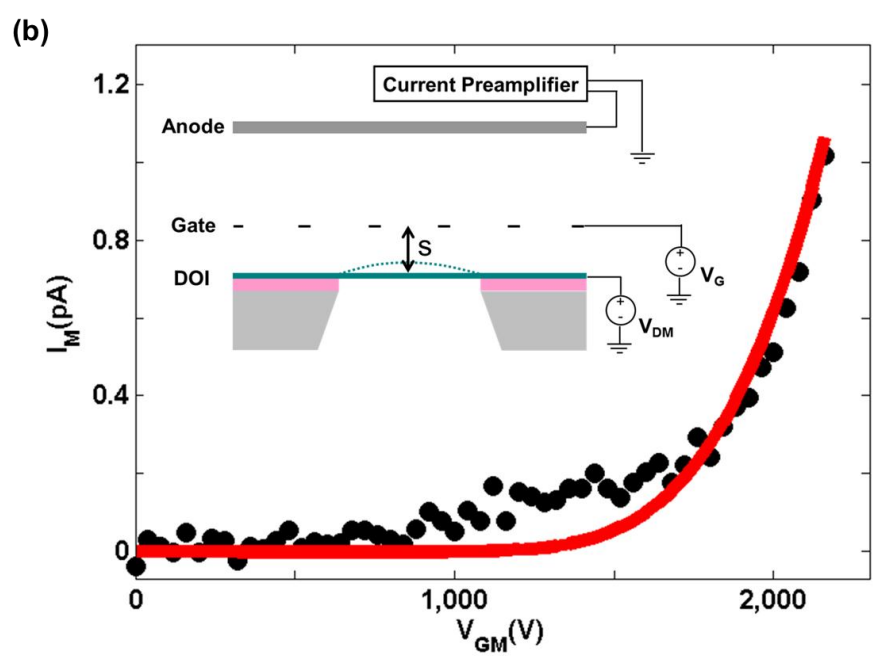 (b)
1.2
0.8
0.4
0
I_M(pA)
Current Preamplifier
Anode
Gate
S
DOI
+
-
V_G
+
-
V_DM
0
1,000
2,000
V_GM(V)